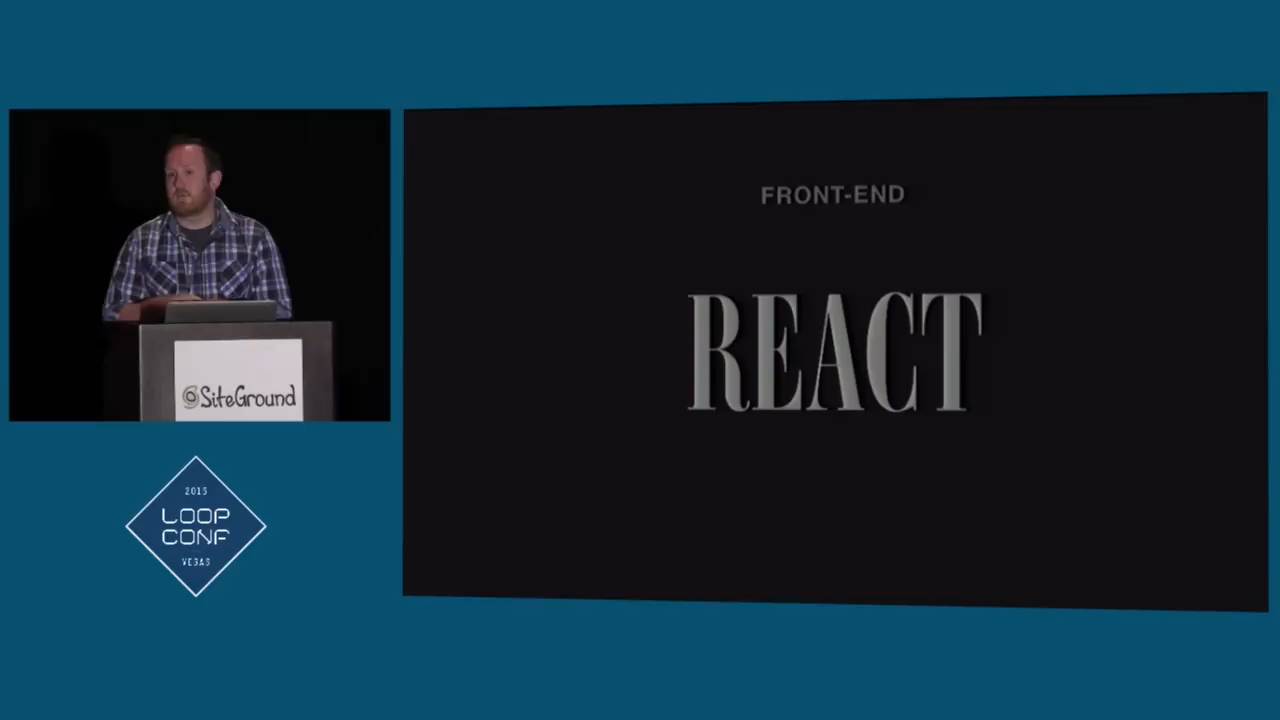 FRONT-END
REACT
SiteGround
2015
LOOP
CONF
VEGAS